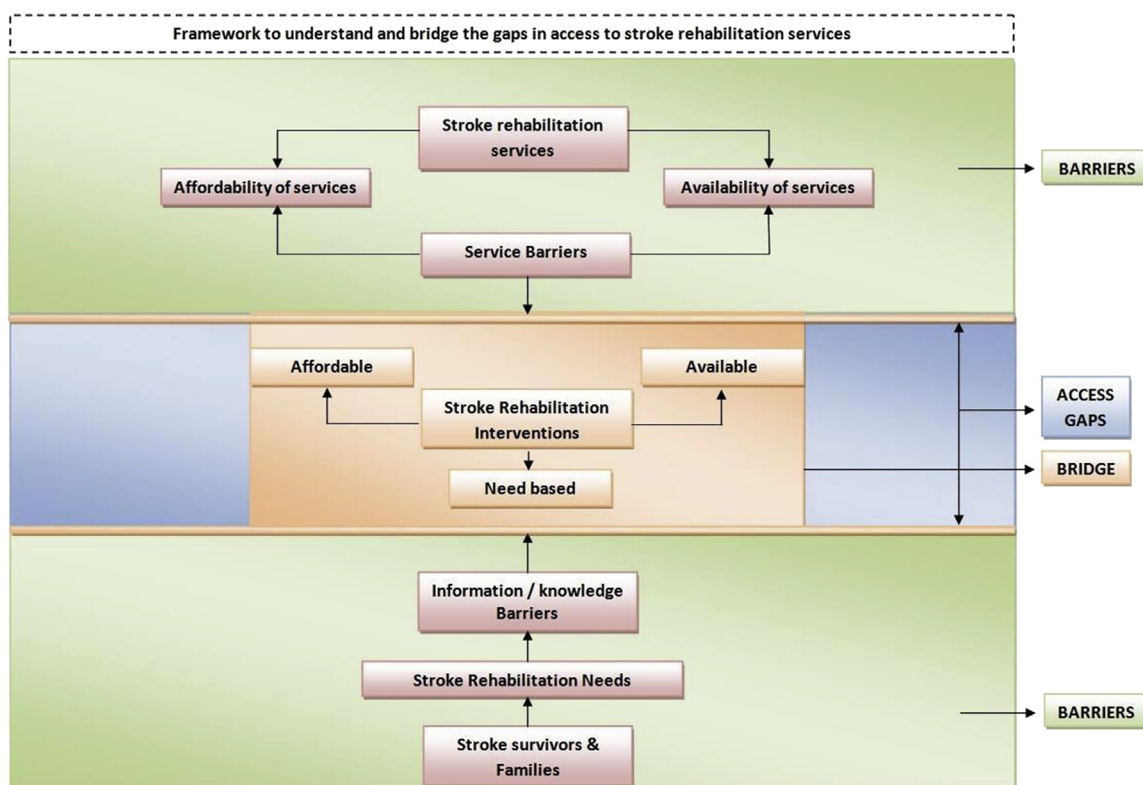 Framework to understand and bridge the gaps in access to stroke rehabilitation services
Stroke rehabilitation
services
Affordability of services
Availability of services
BARRIERS
Service Barriers
Affordable
Available
Stroke Rehabilitation
Interventions
ACCESS
GAPS
BRIDGE
Need based
Information / knowledge
Barriers
Stroke Rehabilitation Needs
BARRIERS
Stroke survivors &
Families